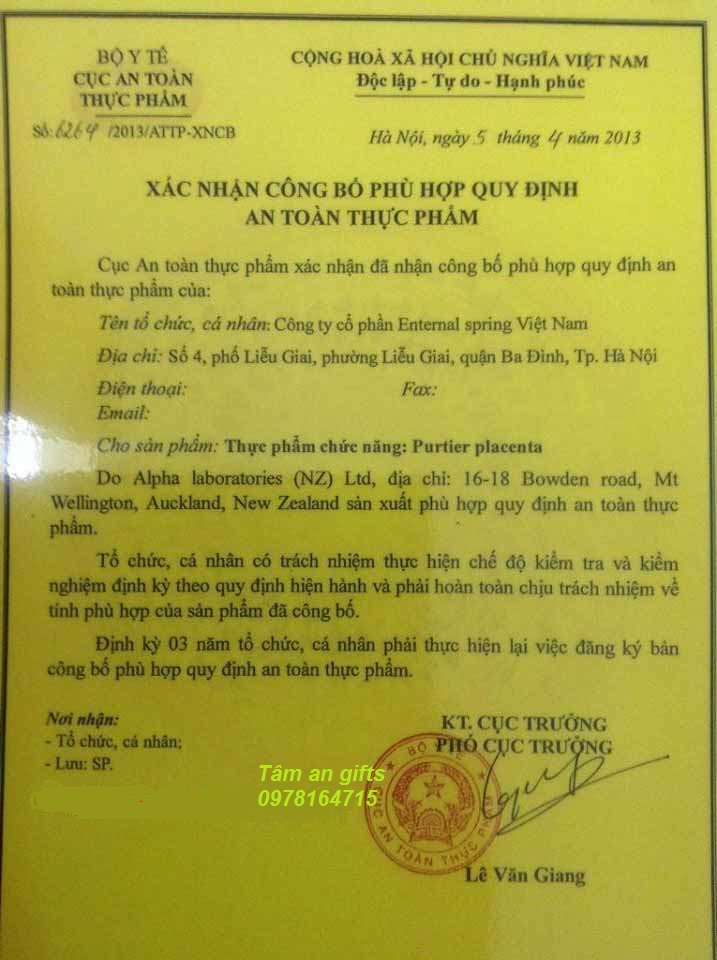 BỘ Y TẾ
CỤC AN TOÀN
THỰC PHẨM
Số: 6264 /2013/ATTP-XNCB
CỘNG HOÀ XÃ HỘI CHỦ NGHĨA VIỆT NAM
Độc lập - Tự do - Hạnh phúc
Hà Nội, ngày 5 tháng 4 năm 2013
XÁC NHẬN CÔNG BỐ PHÙ HỢP QUY ĐỊNH
AN TOÀN THỰC PHẨM
Cục An toàn thực phẩm xác nhận đã nhận công bố phù hợp quy định an
toàn thực phẩm của:
Tên tổ chức, cá nhân: Công ty cổ phần Enternal spring Việt Nam
Địa chỉ: Số 4, phố Liễu Giai, phường Liễu Giai, quận Ba Đình, Tp. Hà Nội
Điện thoại: Fax:
Email:
Cho sản phẩm: Thực phẩm chức năng: Purtier placenta
Do Alpha laboratories (NZ) Ltd, địa chỉ: 16-18 Bowden road, Mt
Wellington, Auckland, New Zealand sản xuất phù hợp quy định an toàn thực
phẩm.
Tổ chức, cá nhân có trách nhiệm thực hiện chế độ kiểm tra và kiểm
nghiệm định kỳ theo quy định hiện hành và phải hoàn toàn chịu trách nhiệm về
tính phù hợp của sản phẩm đã công bố.
Định kỳ 03 năm tổ chức, cá nhân phải thực hiện lại việc đăng ký bản
công bố phù hợp quy định an toàn thực phẩm.
Nơi nhận:
- Tổ chức, cá nhân;
- Lưu: SP.
KT. CỤC TRƯỞNG
PHÓ CỤC TRƯỞNG
Tâm an gifts
0978164715
BỘ Y TẾ
CỤC AN TOÀN THỰC PHẨM
Lê Văn Giang